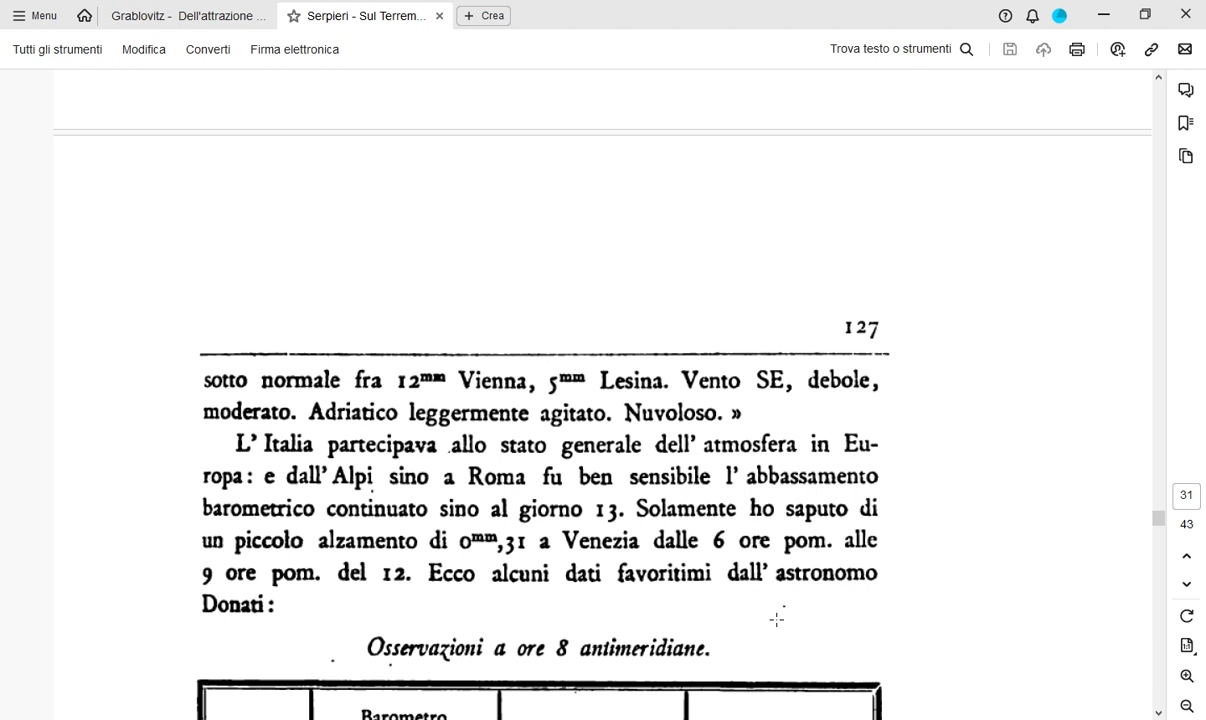 Menu
Grablovitz - Dell'attrazione ...
Serpieri - Sul Terrem...
Crea
Tutti gli strumenti
Modifica
Converti
Firma elettronica
Trova testo o strumenti
127
sotto normale fra 12mm Vienna, 5mm Lesina. Vento SE, debole,
moderato. Adriatico leggermente agitato. Nuvoloso. »
L' Italia partecipava allo stato generale dell' atmosfera in Eu-
ropa: e dall' Alpi sino a Roma fu ben sensibile l' abbassamento
barometrico continuato sino al giorno 13. Solamente ho saputo di
un piccolo alzamento di 0mm,31 a Venezia dalle 6 ore pom. alle
9 ore pom. del 12. Ecco alcuni dati favoritimi dall' astronomo
Donati:
Osservazioni a ore 8 antimeridiane.
Barometro
31
43